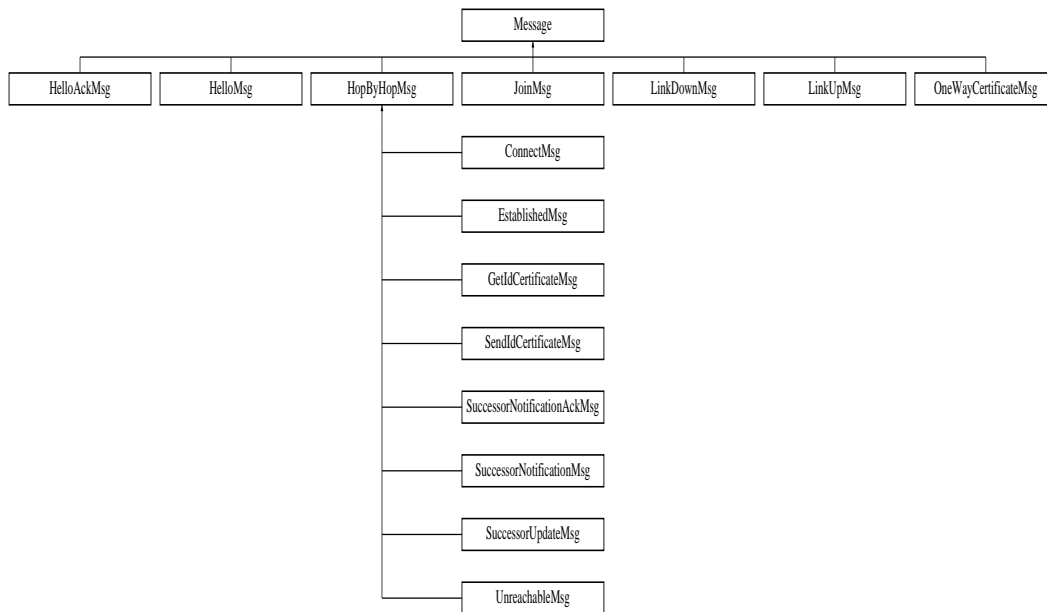 Message
HelloAckMsg
HelloMsg
HopByHopMsg
JoinMsg
LinkDownMsg
LinkUpMsg
OneWayCertificateMsg
ConnectMsg
EstablishedMsg
GetIdCertificateMsg
SendIdCertificateMsg
SuccessorNotificationAckMsg
SuccessorNotificationMsg
SuccessorUpdateMsg
UnreachableMsg